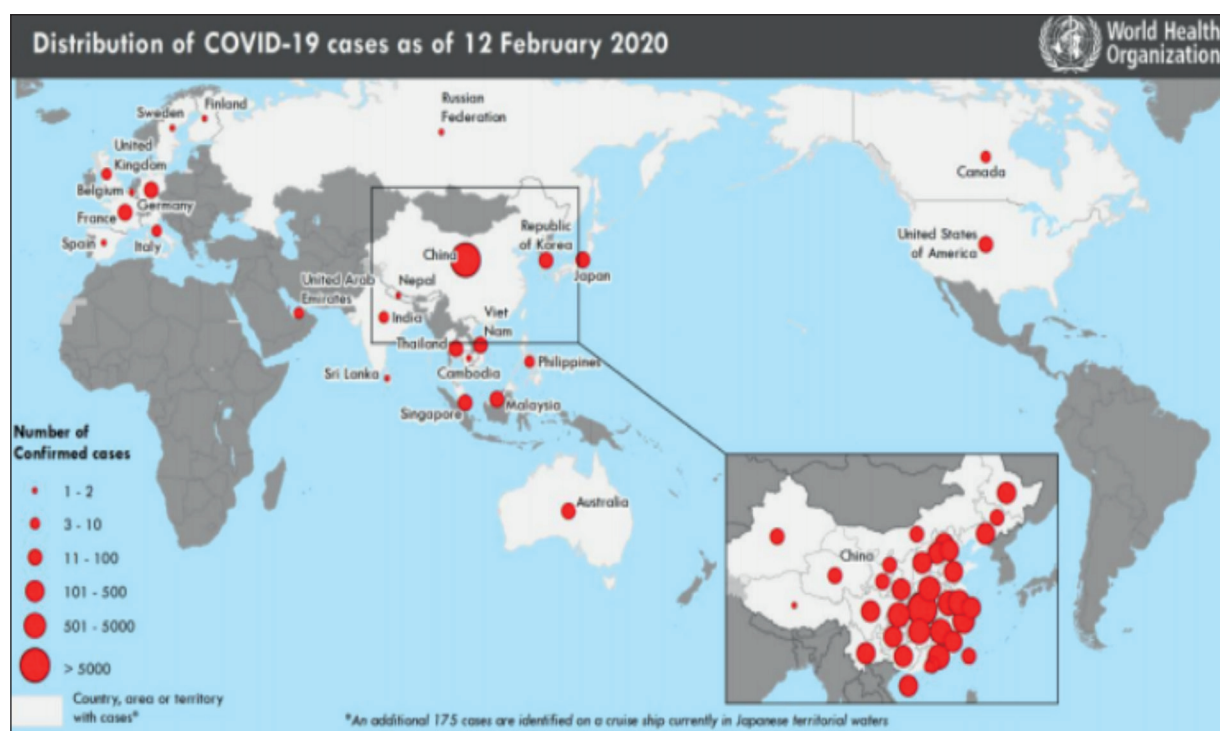 Distribution of COVID-19 cases as of 12 February 2020
World Health
Organization
Sweden
Finland
Russian
Federation
United
Kingdom
Belgium
Germany
France
Spain
Italy
Canada
United States
of America
Republic
of Korea
China
Japan
United Arab
Emirates
Nepal
India
Viet
Nam
Thailand
Philippines
Sri Lanka
Cambodia
Singapore
Malaysia
Australia
Number of
Confirmed cases
1 - 2
3 - 10
11 - 100
101 - 500
501 - 5000
> 5000
Country, area or territory
with cases*
China
*An additional 175 cases are identified on a cruise ship currently in Japanese territorial waters